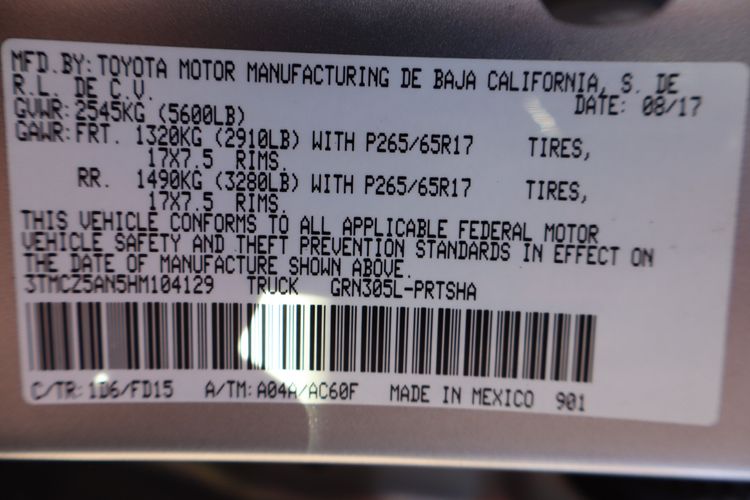 MFD.BY: TOYOTA MOTOR MANUFACTURING DE BAJA CALIFORNIA, S. DE
R.L. DE C.V. DATE: 08/17
GVWR: 2545KG (5600LB)
GAWR: FRT. 1320KG (2910LB) WITH P265/65R17 TIRES,
17X7.5 RIMS.
RR. 1490KG (3280LB) WITH P265/65R17 TIRES,
17X7.5 RIMS.
THIS VEHICLE CONFORMS TO ALL APPLICABLE FEDERAL MOTOR
VEHICLE SAFETY AND THEFT PREVENTION STANDARDS IN EFFECT ON
THE DATE OF MANUFACTURE SHOWN ABOVE.
3TMCZ5AN5HM104129 TRUCK GRN305L-PRTSHA
C/TR: 1D6/FD15 A/TM: A04A/AC60F MADE IN MEXICO 901